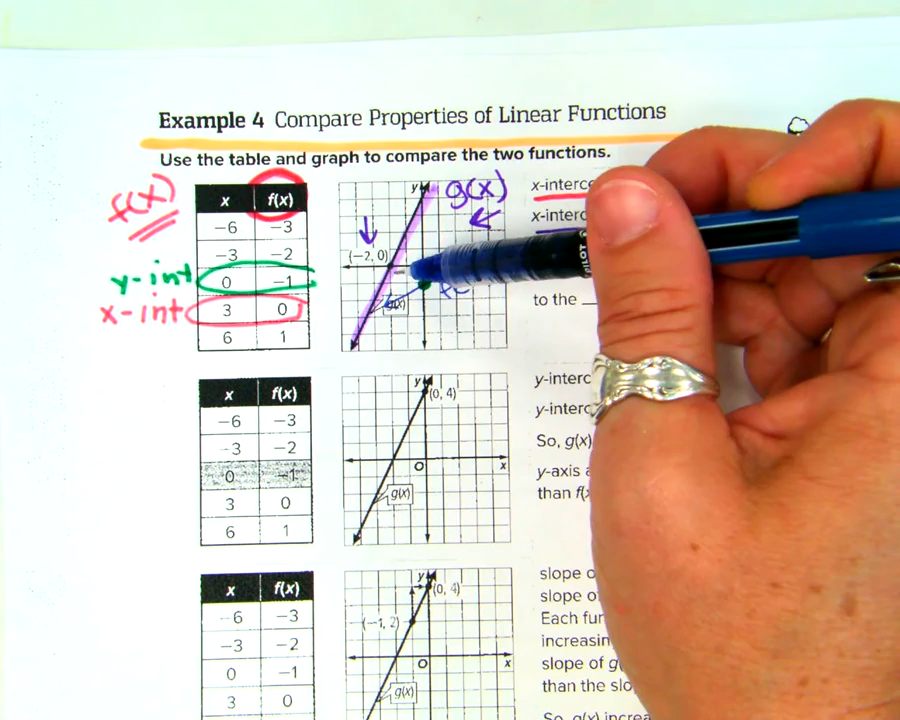 Example 4 Compare Properties of Linear Functions
Use the table and graph to compare the two functions.
f(x)
x f(x)
-6 -3
-3 -2
y-int 0 -1
x-int 3 0
6 1
y g(x)
(-2, 0)
g(x)
x-interc
x-interc
to the
x f(x)
-6 -3
-3 -2
0 -1
3 0
6 1
y
(0, 4)
O x
g(x)
y-interc
y-interc
So, g(x)
y-axis a
than f(x
x f(x)
-6 -3
-3 -2
0 -1
3 0
y
(0, 4)
(-1, 2)
O x
g(x)
slope o
slope o
Each fun
increasin
slope of g
than the slo
So, g(x) increa
PILOT